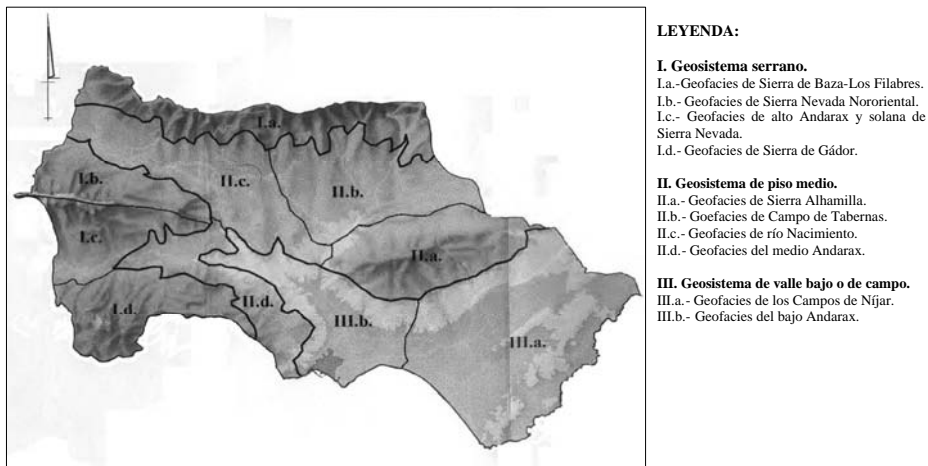 LEYENDA:
I. Geosistema serrano.
I.a.-Geofacies de Sierra de Baza-Los Filabres.
I.b.- Geofacies de Sierra Nevada Nororiental.
I.c.- Geofacies de alto Andarax y solana de
Sierra Nevada.
I.d.- Geofacies de Sierra de Gádor.
II. Geosistema de piso medio.
II.a.- Geofacies de Sierra Alhamilla.
II.b.- Goefacies de Campo de Tabernas.
II.c.- Geofacies de río Nacimiento.
II.d.- Geofacies del medio Andarax.
III. Geosistema de valle bajo o de campo.
III.a.- Geofacies de los Campos de Níjar.
III.b.- Geofacies del bajo Andarax.
I.a.
I.b.
II.c.
II.b.
I.c.
II.a.
I.d.
II.d.
III.b.
III.a.